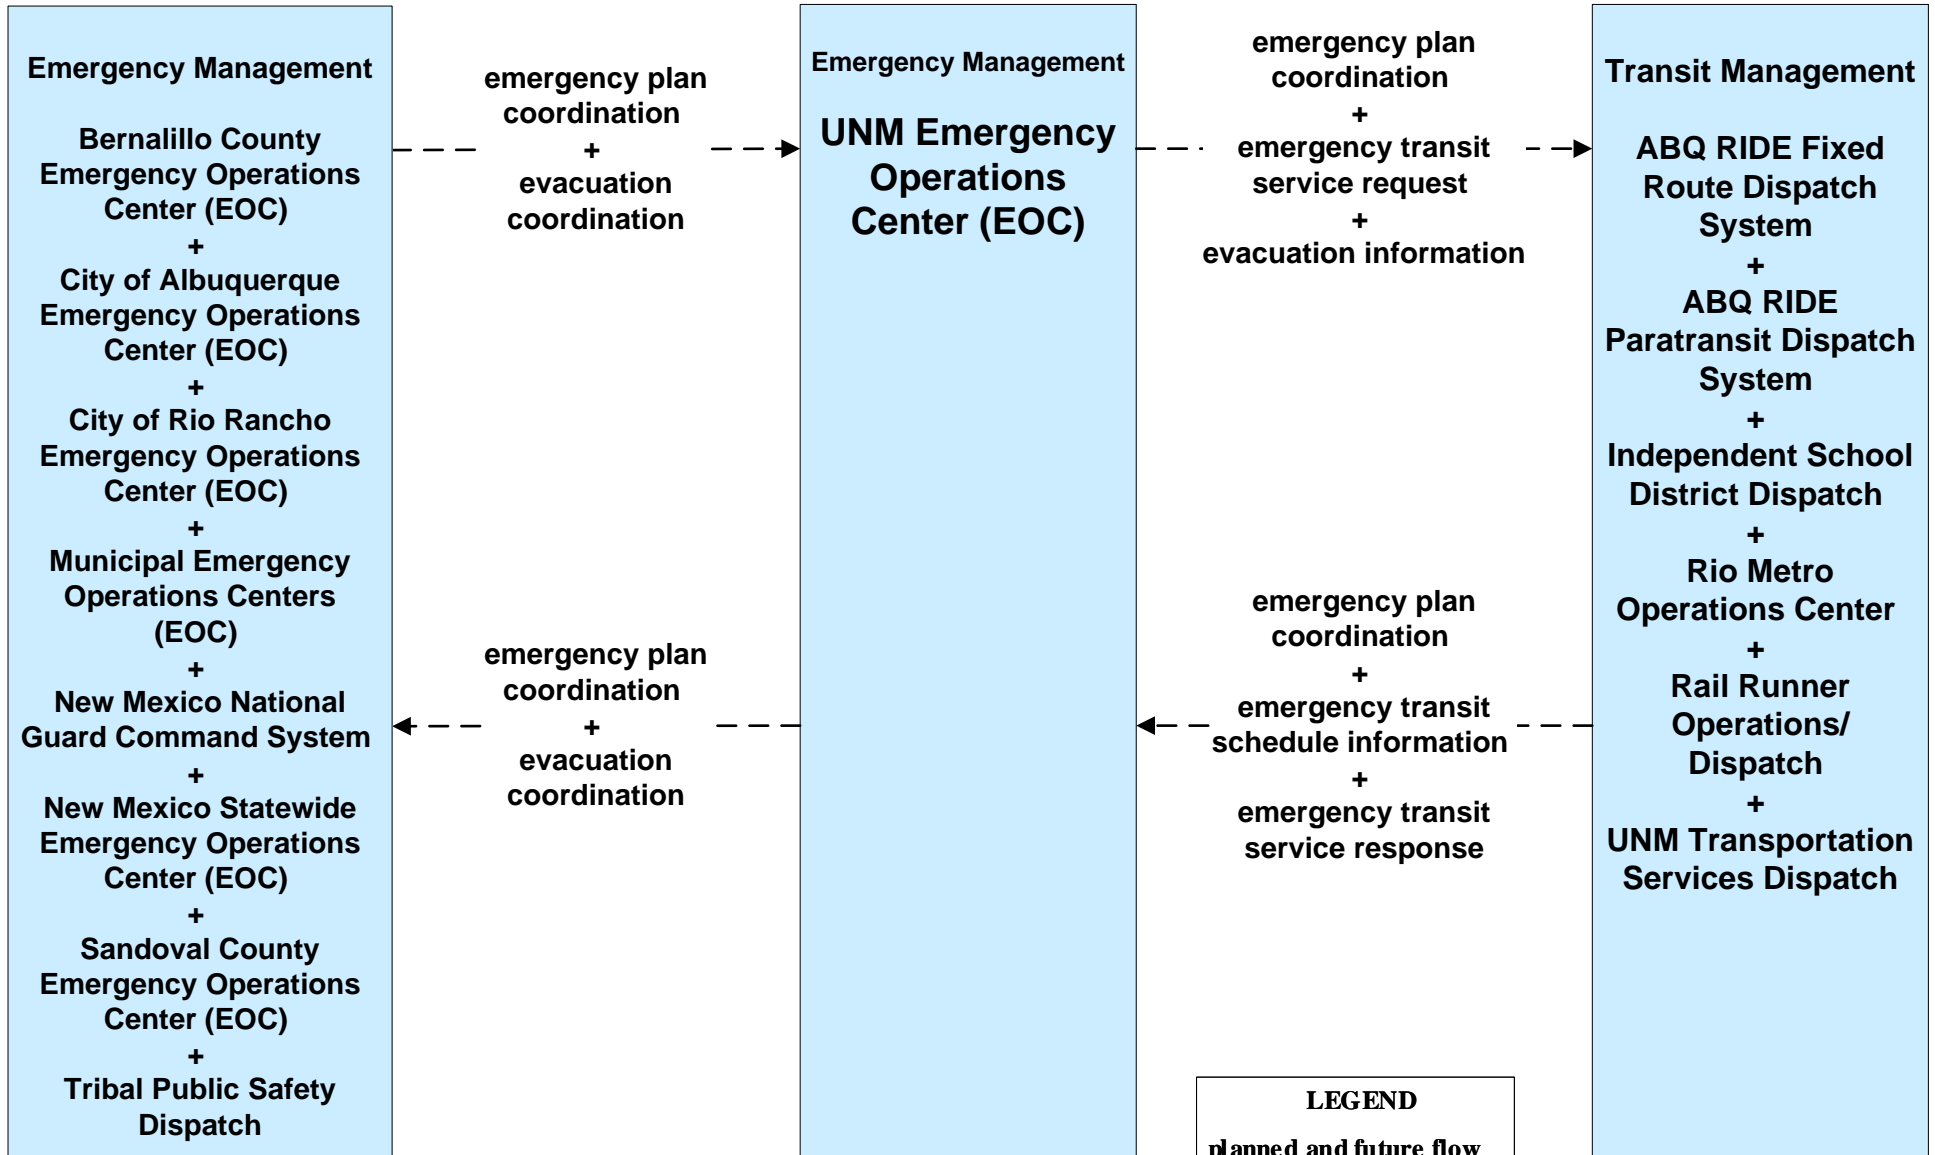 Emergency Management
Bernalillo County
Emergency Operations
Center (EOC)
+
City of Albuquerque
Emergency Operations
Center (EOC)
+
City of Rio Rancho
Emergency Operations
Center (EOC)
+
Municipal Emergency
Operations Centers
(EOC)
+
New Mexico National
Guard Command System
+
New Mexico Statewide
Emergency Operations
Center (EOC)
+
Sandoval County
Emergency Operations
Center (EOC)
+
Tribal Public Safety
Dispatch
emergency plan
coordination
+
evacuation
coordination
emergency plan
coordination
+
evacuation
coordination
Emergency Management
UNM Emergency
Operations
Center (EOC)
emergency plan
coordination
+
emergency transit
service request
+
evacuation information
emergency plan
coordination
+
emergency transit
schedule information
+
emergency transit
service response
LEGEND
planned and future flow
Transit Management
ABQ RIDE Fixed
Route Dispatch
System
+
ABQ RIDE
Paratransit Dispatch
System
+
Independent School
District Dispatch
+
Rio Metro
Operations Center
+
Rail Runner
Operations/
Dispatch
+
UNM Transportation
Services Dispatch